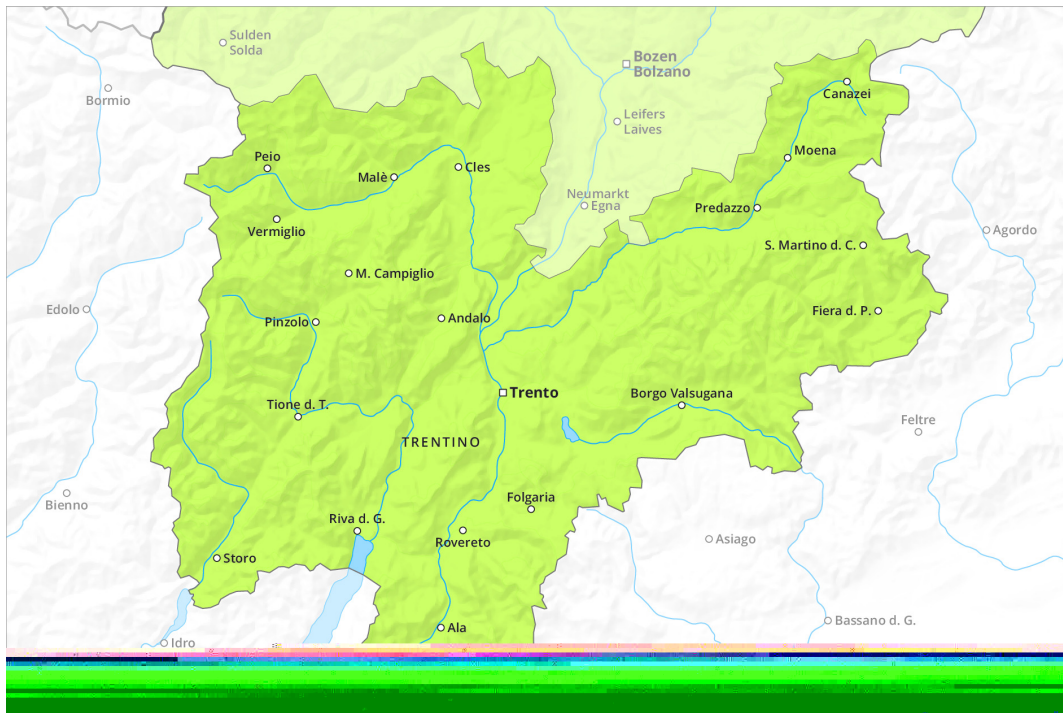 Sulden
Solda
Bozen
Bolzano
Bormio
Canazei
Leifers
Laives
Moena
Peio
Malè
Cles
Neumarkt
Egna
Predazzo
Vermiglio
Agordo
S. Martino d. C.
M. Campiglio
Edolo
Pinzolo
Andalo
Fiera d. P.
Trento
Borgo Valsugana
Tione d. T.
Feltre
TRENTINO
Bienno
Folgaria
Riva d. G.
Rovereto
Asiago
Storo
Bassano d. G.
Ala
Idro